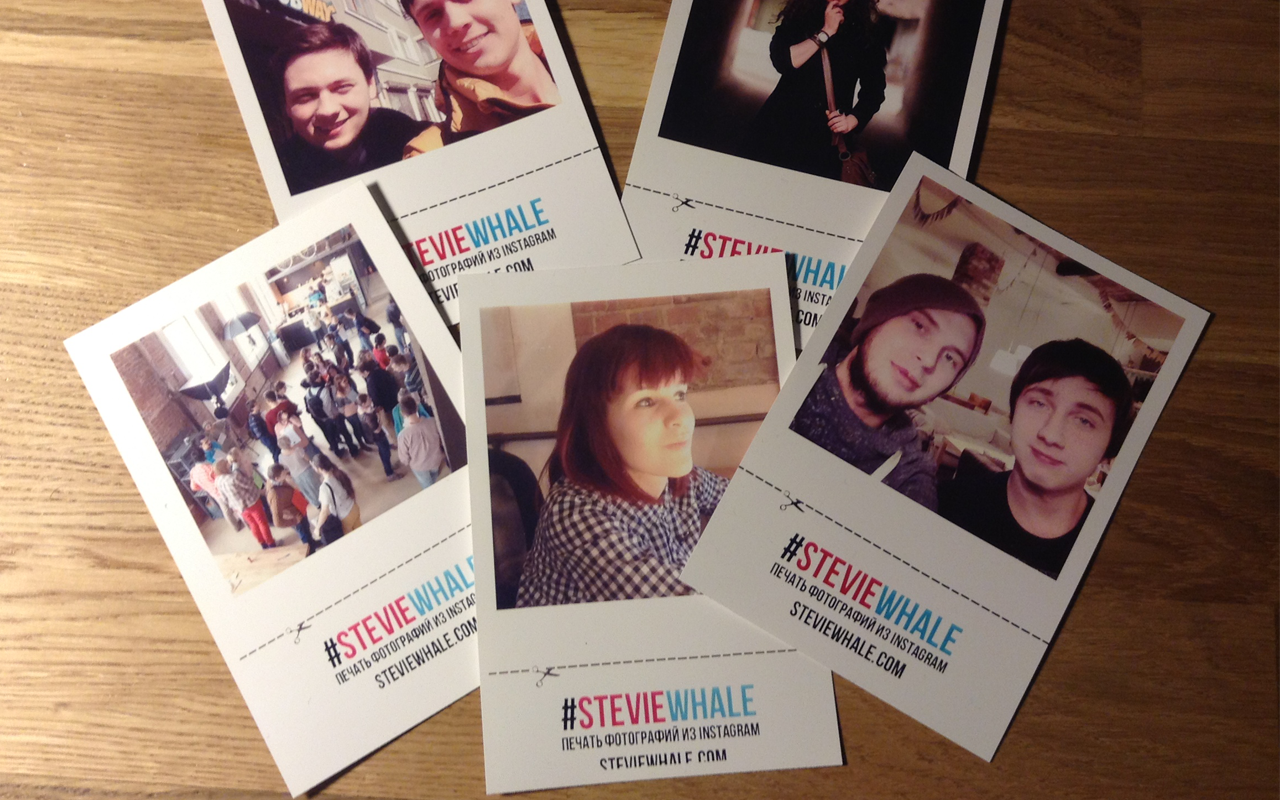 WAY
STEVIEWHALE
ФОТОГРАФИЙ ИЗ INSTAGRAM
#STEVIEWHALE
#STEVIEWHALE
ПЕЧАТЬ ФОТОГРАФИЙ ИЗ
STEVIEWHALE.COM
#STEVIEWHALE
ПЕЧАТЬ ФОТОГРАФИЙ ИЗ INSTAGRAM
STEVIEWHALE.COM
#STEVIEWHALE
ПЕЧАТЬ ФОТОГРАФИЙ ИЗ INSTAGRAM
STEVIEWHALE.COM